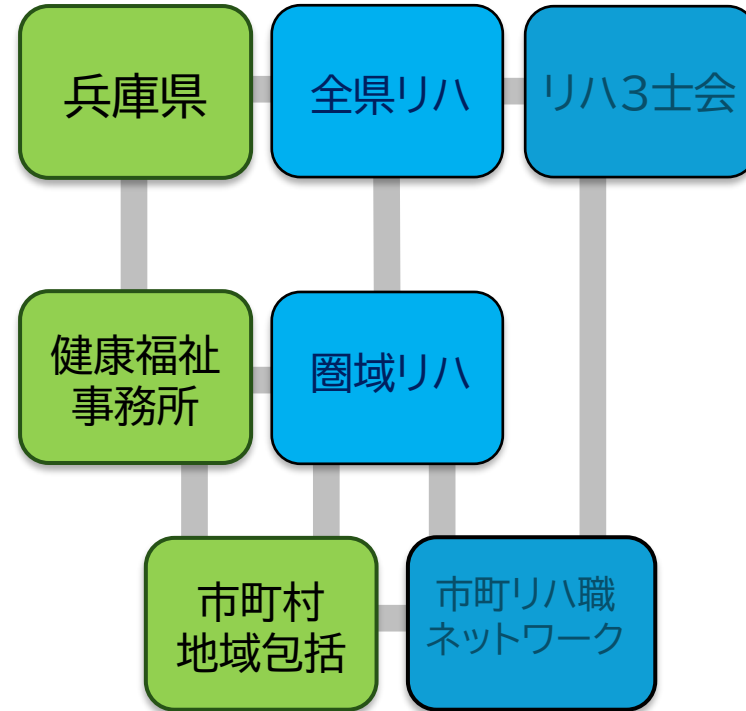 兵庫県
全県リハ
リハ３士会
健康福祉
事務所
圏域リハ
市町村
地域包括
市町リハ職
ネットワーク